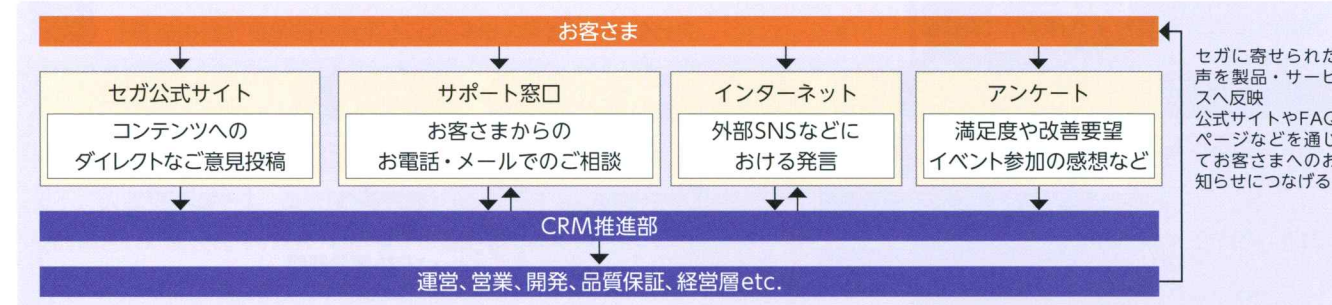 お客さま
セガ公式サイト
コンテンツへの
ダイレクトなご意見投稿
サポート窓口
お客さまからの
お電話・メールでのご相談
インターネット
外部SNSなどに
おける発言
アンケート
満足度や改善要望
イベント参加の感想など
CRM推進部
運営、営業、開発、品質保証、経営層etc.
セガに寄せられた
声を製品・サービ
スへ反映
公式サイトやFAQ
ページなどを通じ
てお客さまへのお
知らせにつなげる